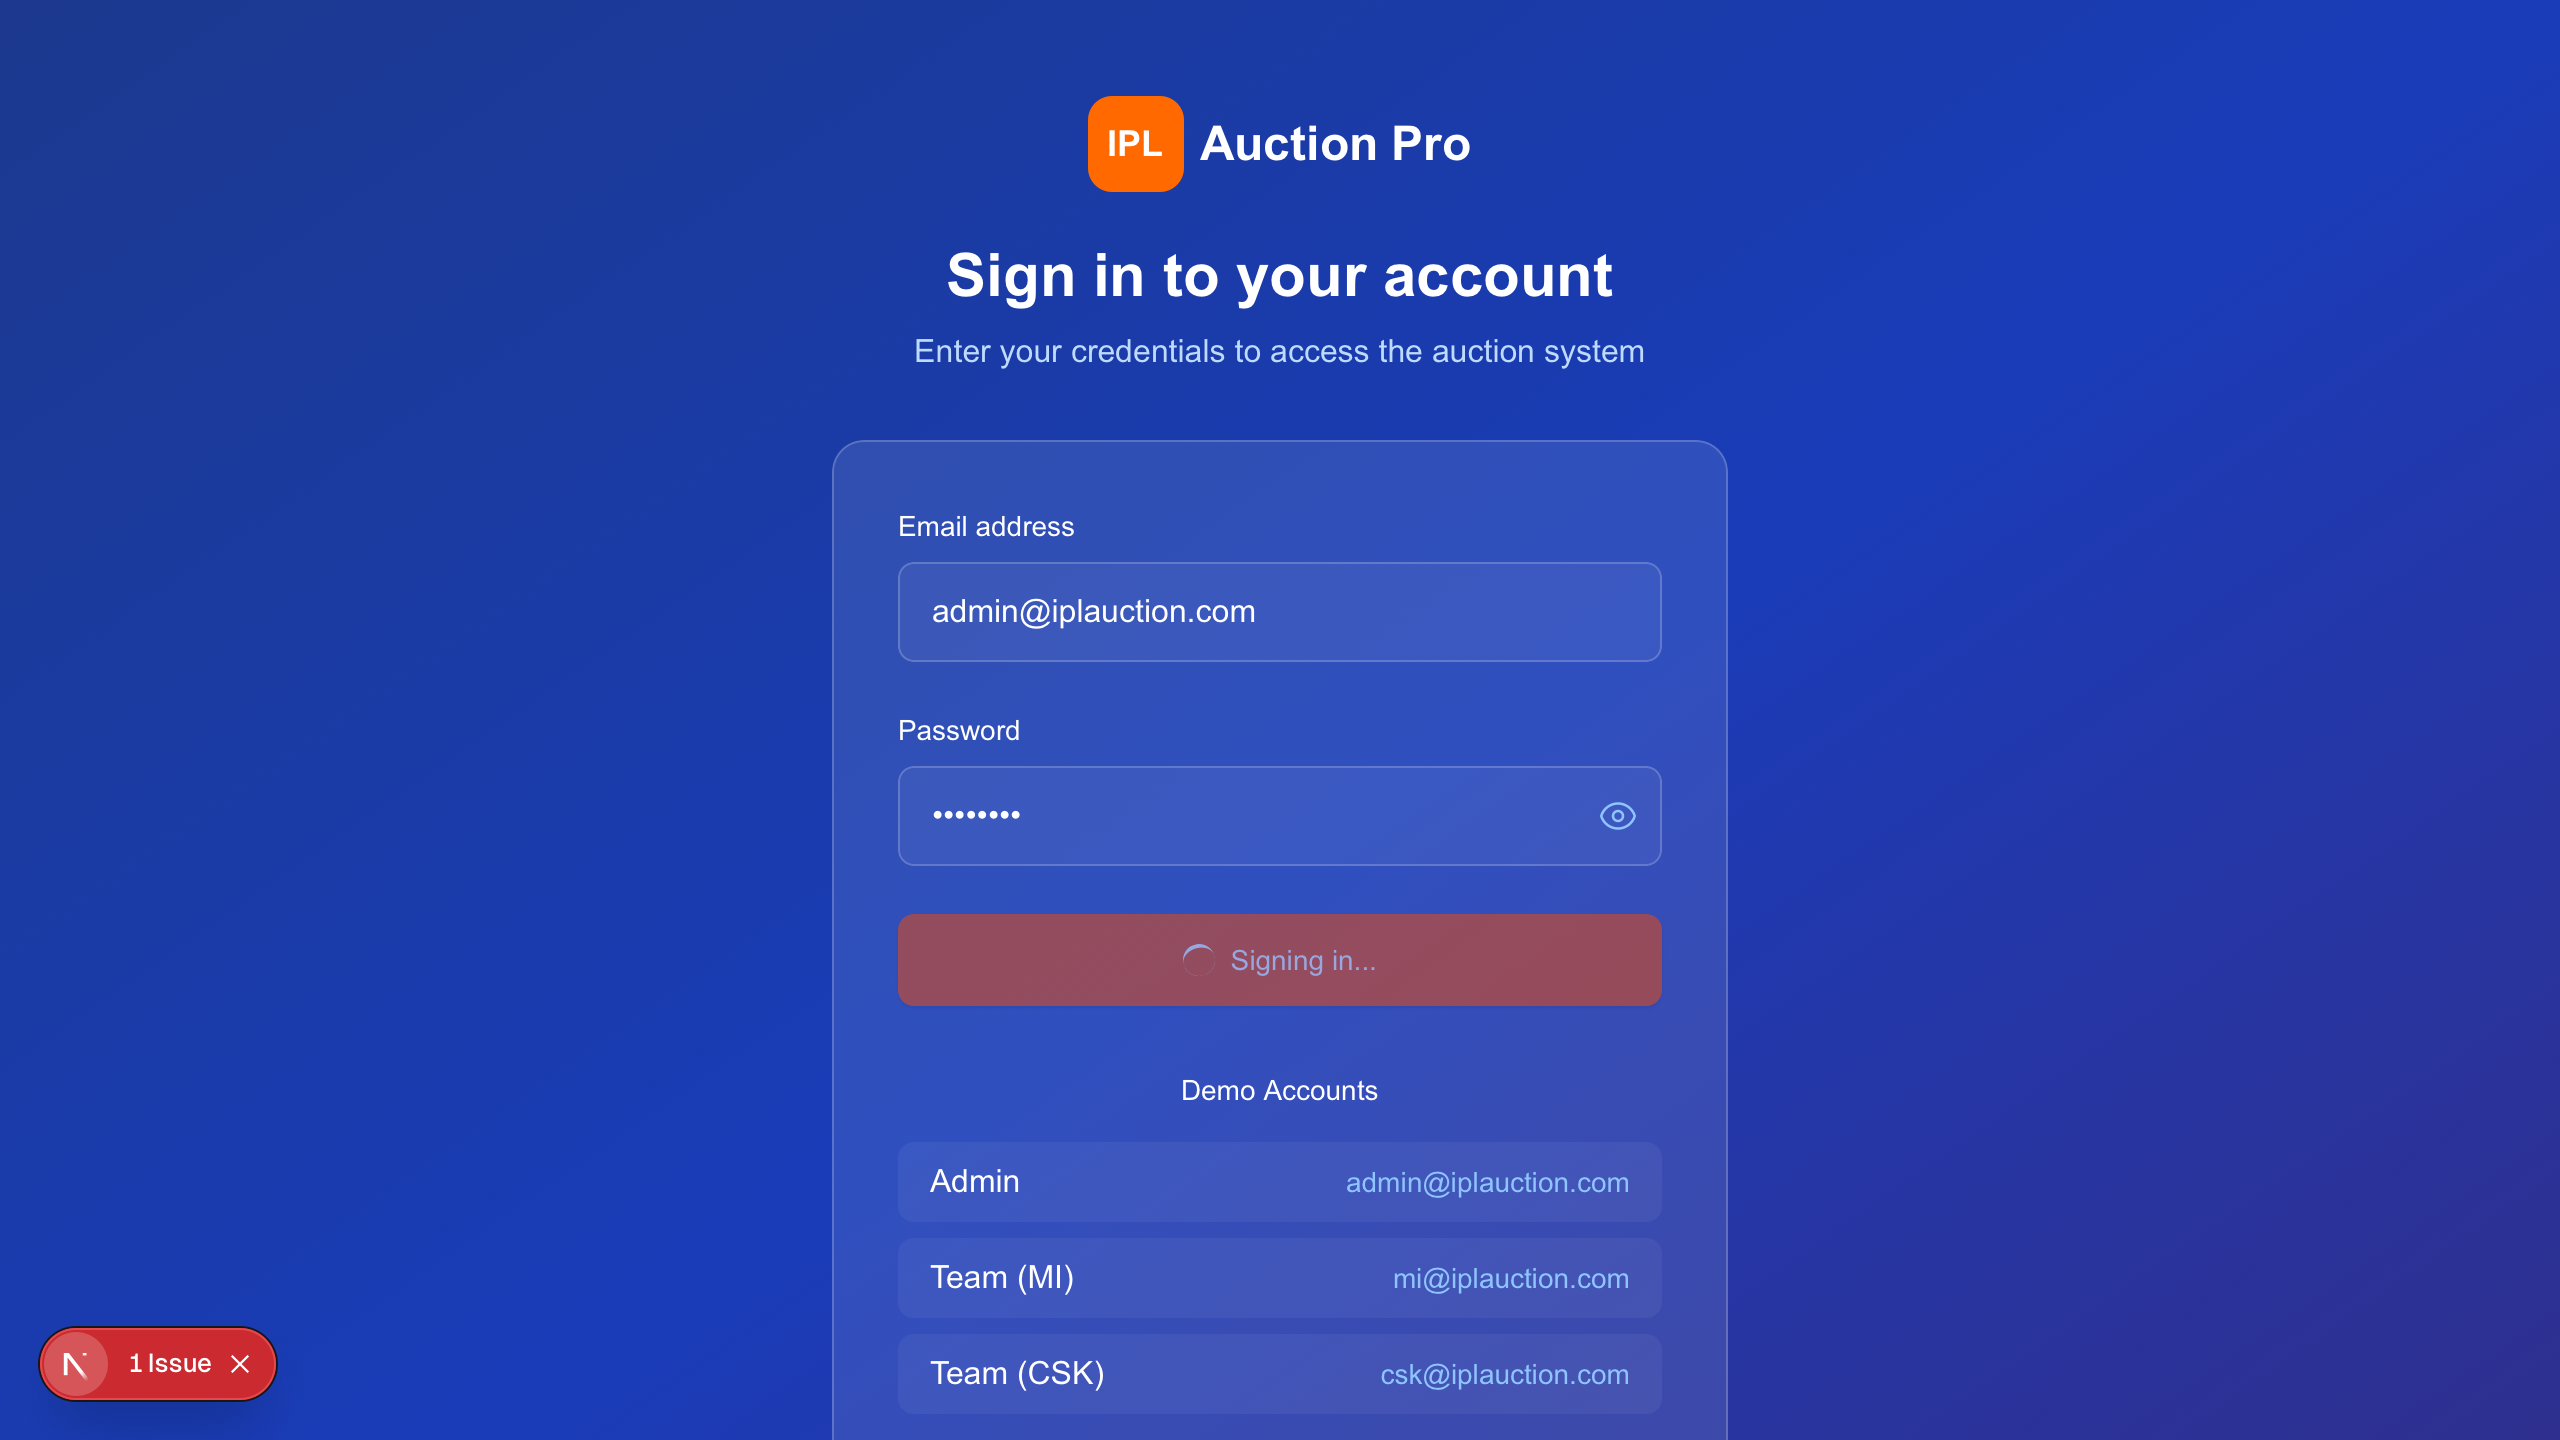 IPL Auction Pro
Sign in to your account
Enter your credentials to access the auction system
Email address
admin@iplauction.com
Password
••••••••
Signing in...
Demo Accounts
Admin admin@iplauction.com
Team (MI) mi@iplauction.com
Team (CSK) csk@iplauction.com
N 1 Issue